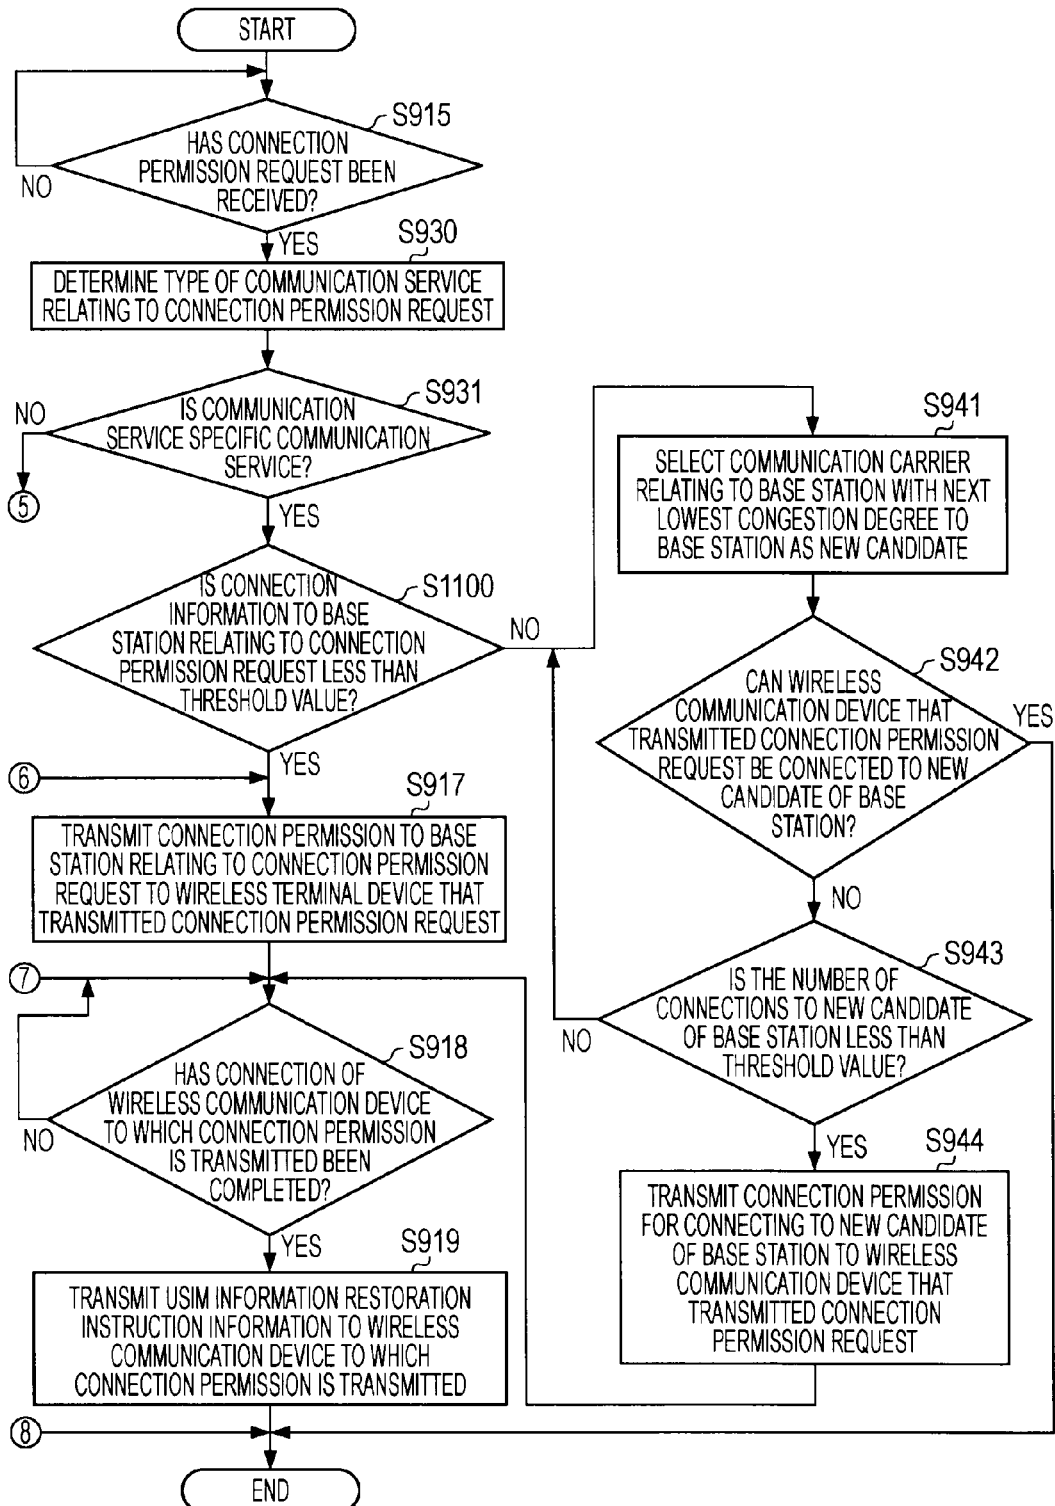 START
S915
HAS CONNECTION
PERMISSION REQUEST BEEN
RECEIVED?
NO
YES
S930
DETERMINE TYPE OF COMMUNICATION SERVICE
RELATING TO CONNECTION PERMISSION REQUEST
S931
IS COMMUNICATION
SERVICE SPECIFIC COMMUNICATION
SERVICE?
NO
5
YES
S1100
IS CONNECTION
INFORMATION TO BASE
STATION RELATING TO CONNECTION
PERMISSION REQUEST LESS THAN
THRESHOLD VALUE?
NO
YES
6
S917
TRANSMIT CONNECTION PERMISSION TO BASE
STATION RELATING TO CONNECTION PERMISSION
REQUEST TO WIRELESS TERMINAL DEVICE THAT
TRANSMITTED CONNECTION PERMISSION REQUEST
7
S918
HAS CONNECTION OF
WIRELESS COMMUNICATION DEVICE
TO WHICH CONNECTION PERMISSION
IS TRANSMITTED BEEN
COMPLETED?
NO
YES
S919
TRANSMIT USIM INFORMATION RESTORATION
INSTRUCTION INFORMATION TO WIRELESS
COMMUNICATION DEVICE TO WHICH
CONNECTION PERMISSION IS TRANSMITTED
8
END
S941
SELECT COMMUNICATION CARRIER
RELATING TO BASE STATION WITH NEXT
LOWEST CONGESTION DEGREE TO
BASE STATION AS NEW CANDIDATE
S942
CAN WIRELESS
COMMUNICATION DEVICE THAT
TRANSMITTED CONNECTION PERMISSION
REQUEST BE CONNECTED TO NEW
CANDIDATE OF BASE
STATION?
YES
NO
S943
IS THE NUMBER OF
CONNECTIONS TO NEW CANDIDATE
OF BASE STATION LESS THAN
THRESHOLD VALUE?
NO
YES
S944
TRANSMIT CONNECTION PERMISSION
FOR CONNECTING TO NEW CANDIDATE
OF BASE STATION TO WIRELESS
COMMUNICATION DEVICE THAT
TRANSMITTED CONNECTION
PERMISSION REQUEST